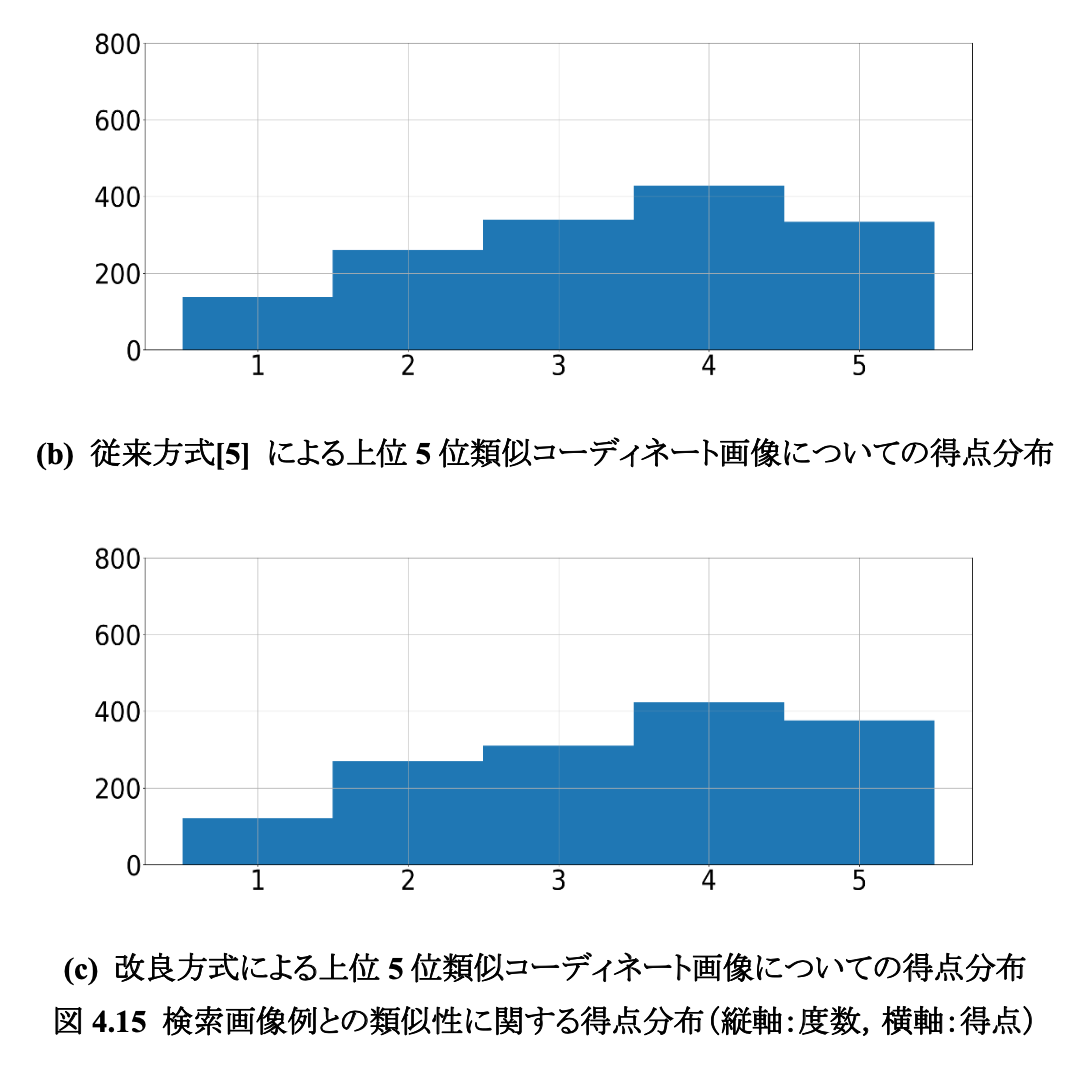 800
600
400
200
0
1 2 3 4 5
(b) 従来方式[5] による上位 5 位類似コーディネート画像についての得点分布
800
600
400
200
0
1 2 3 4 5
(c) 改良方式による上位 5 位類似コーディネート画像についての得点分布
図 4.15 検索画像例との類似性に関する得点分布（縦軸：度数, 横軸：得点）